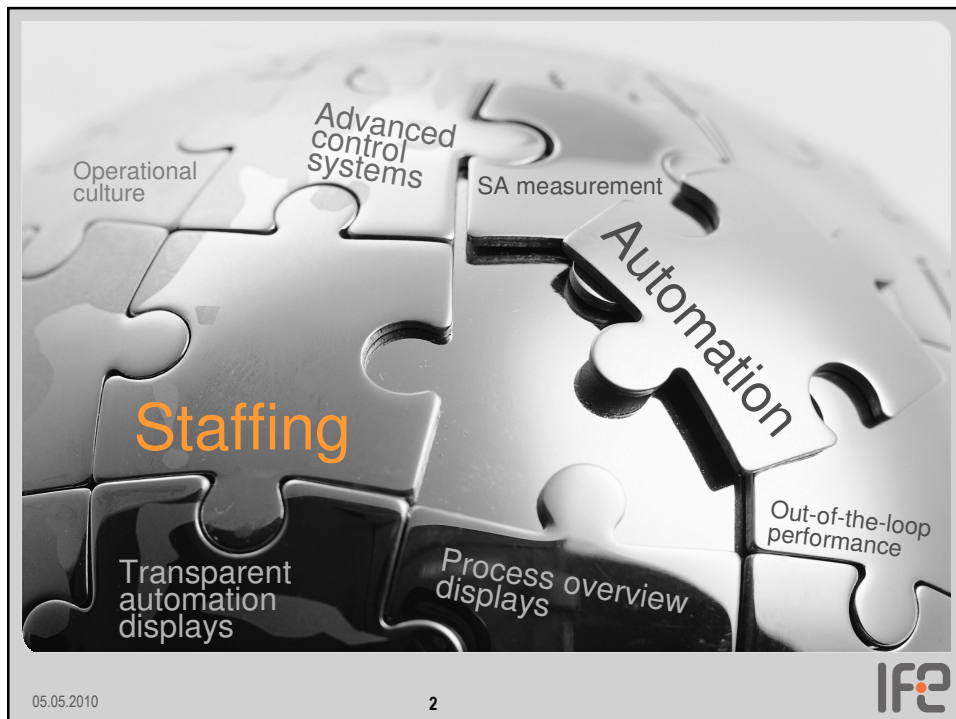 Advanced
control
systems
Operational
culture
SA measurement
Automation
Staffing
Out-of-the-loop
performance
Transparent
automation
displays
Process overview
displays
05.05.2010
2
IFE